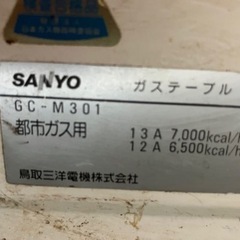 SANYO ガステーブル
GC-M301
都市ガス用 13A 7,000kcal/h
12A 6,500kcal/h
鳥取三洋電機株式会社